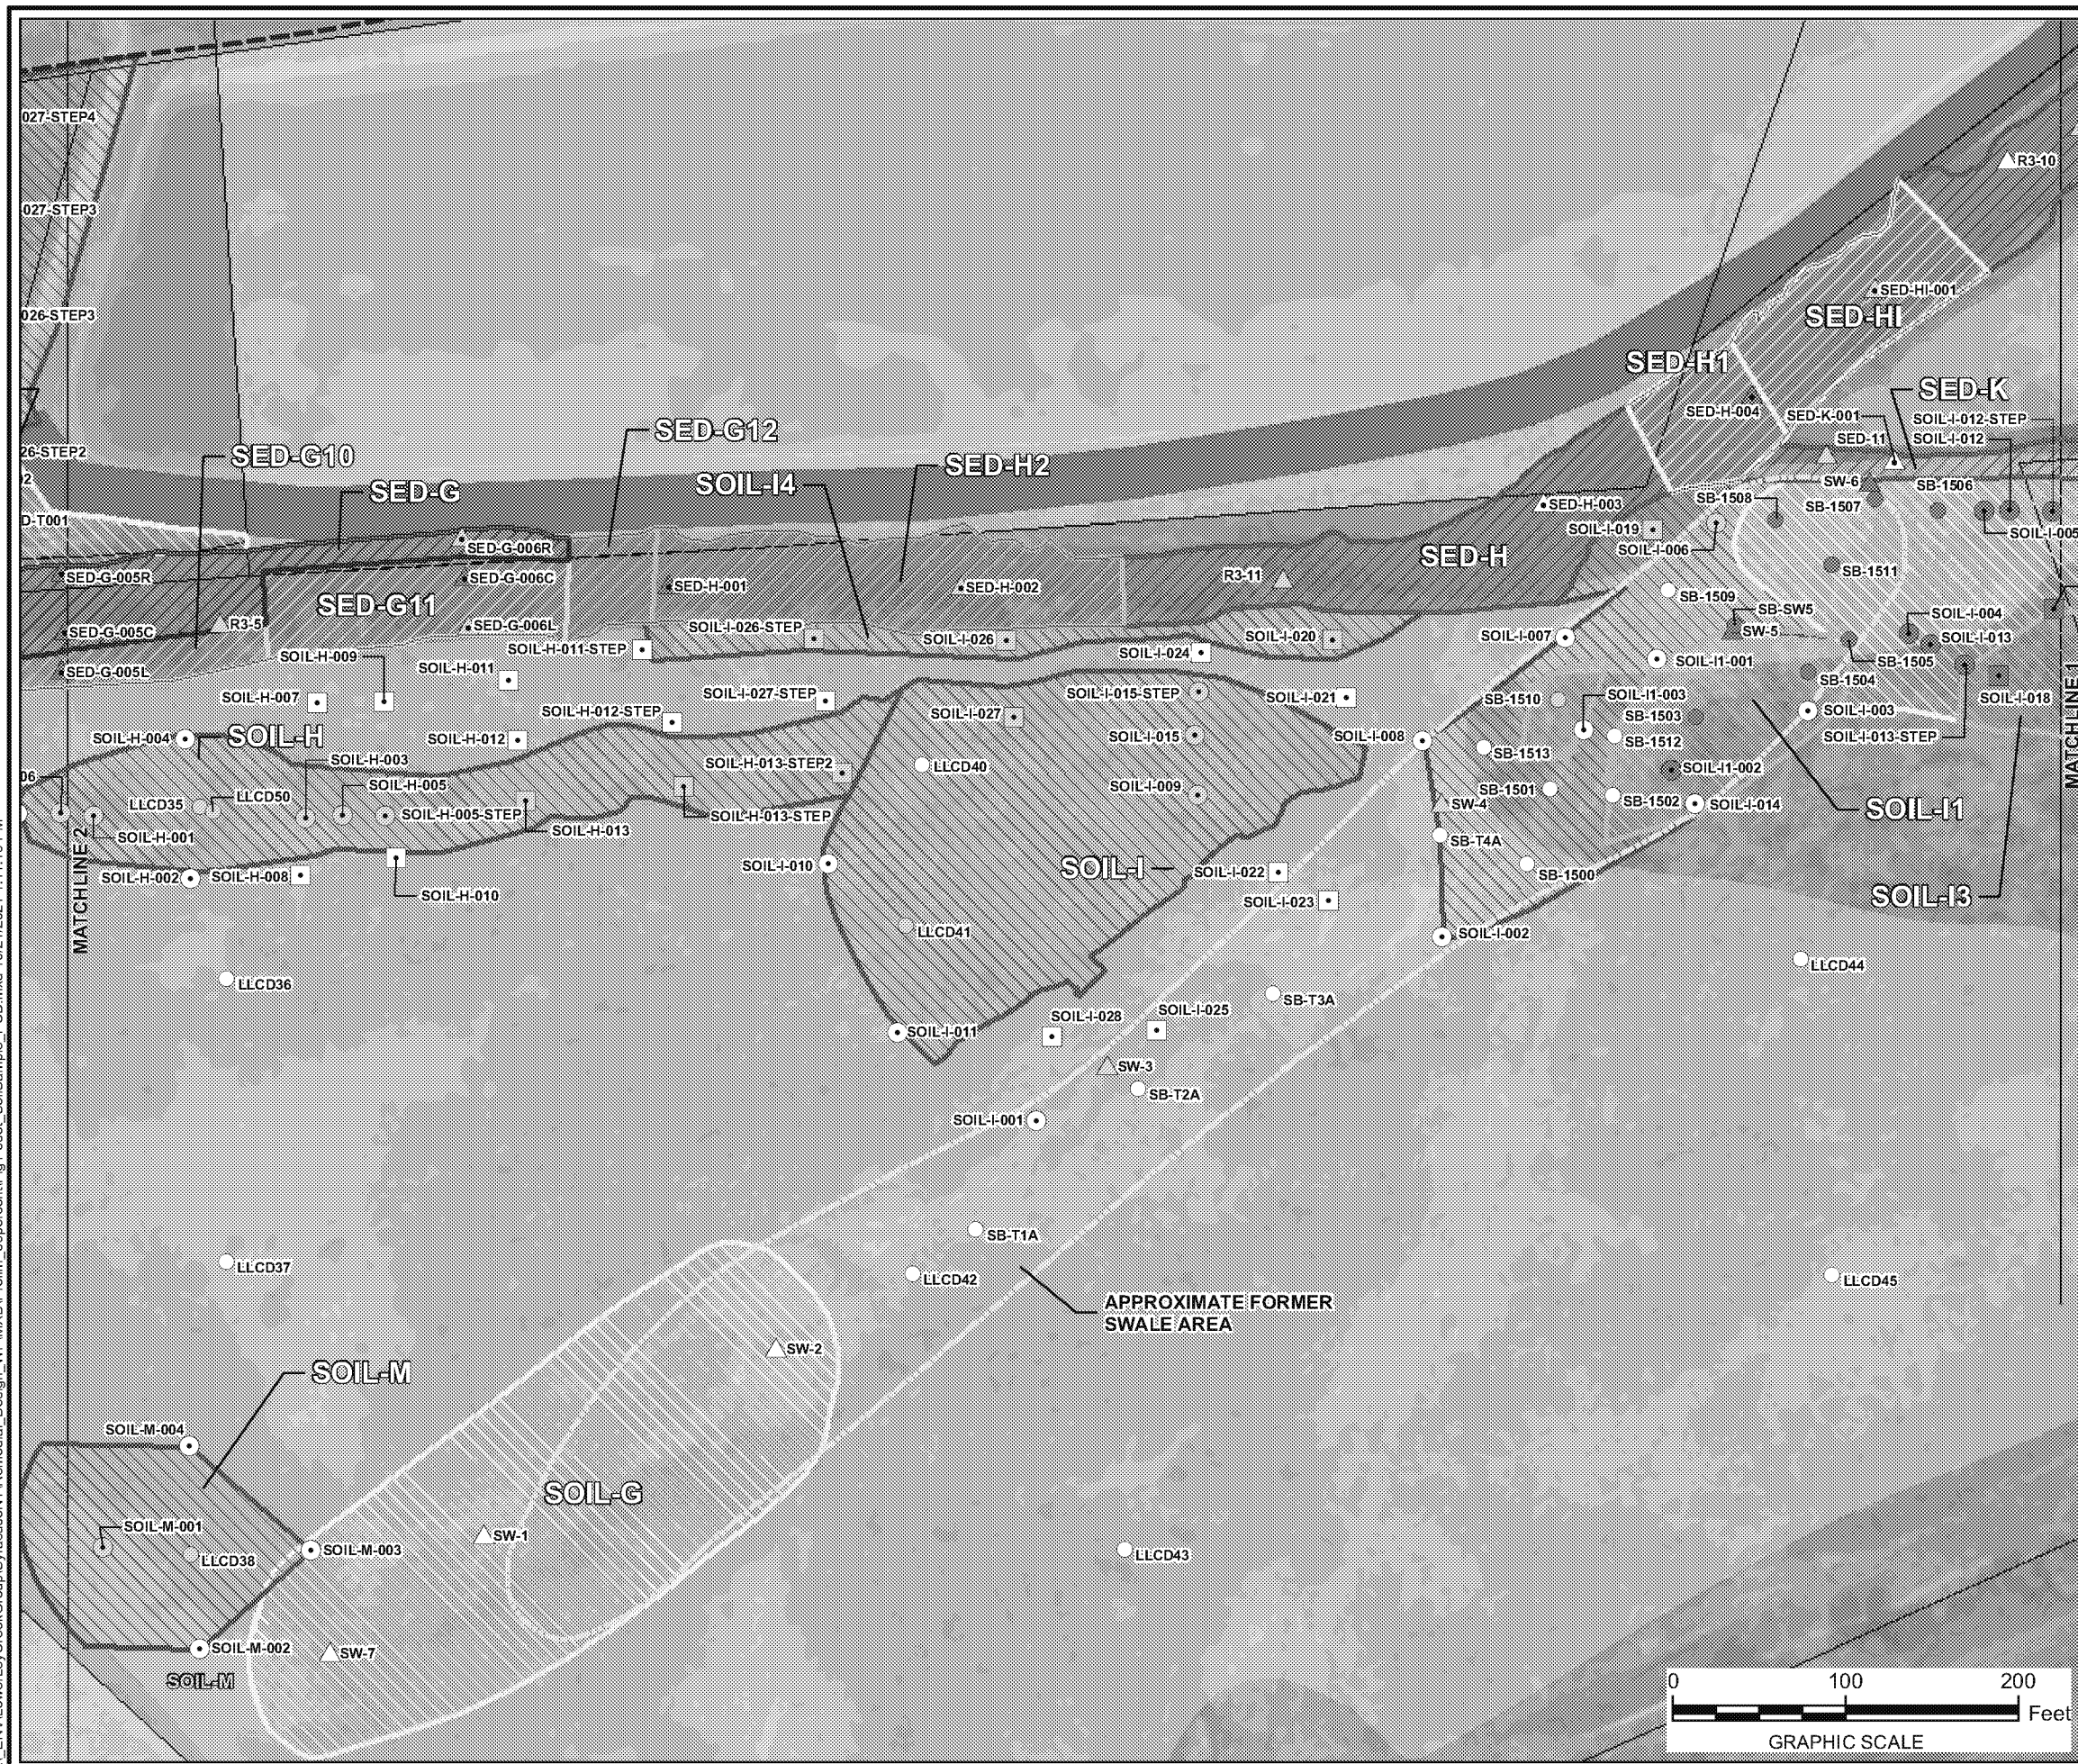 027-STEP4
R3-10
027-STEP3
SED-HI-001
026-STEP3
SED-HI
SED-H1
SED-K
SED-H-004
SED-K-001
SOIL-I-012-STEP
SED-G12
SED-11
SOIL-I-012
26-STEP2
SED-G10
SED-H2
SED-G
SOIL-I4
SW-6
SB-1506
SB-1508
SB-1507
SED-H-003
D-T001
SOIL-I-019
SOIL-I-005
SED-G-006R
SOIL-I-006
SED-H
SED-G-005R
SED-G-006C
SED-H-001
SED-H-002
R3-11
SB-1511
SED-G11
SB-1509
SB-SW5
SOIL-I-004
SED-G-005C
R3-5
SED-G-006L
SOIL-I-026-STEP
SOIL-I-026
SOIL-I-020
SOIL-I-007
SW-5
SOIL-I-013
SOIL-H-009
SOIL-H-011-STEP
SOIL-I-024
SOIL-I1-001
SB-1505
SED-G-005L
SOIL-H-011
SB-1504
SOIL-H-007
SOIL-I-027-STEP
SOIL-I-015-STEP
SOIL-I-021
SB-1510
SOIL-I1-003
SOIL-I-018
SOIL-H-012-STEP
SOIL-I-027
SB-1503
SOIL-I-003
MATCHLINE 1
SOIL-H-004
SOIL-H
SOIL-H-012
SOIL-I-015
SOIL-I-008
SB-1512
SOIL-I-013-STEP
SB-1513
SOIL-H-003
SOIL-H-013-STEP2
LLCD40
SOIL-I1-002
06
SOIL-H-005
SOIL-I-009
SB-1501
SB-1502
SOIL-I-014
LLCD35
LLCD50
SOIL-I1
SW-4
SOIL-H-005-STEP
SOIL-H-013-STEP
SOIL-H-001
SOIL-H-013
SB-T4A
MATCHLINE 2
SOIL-I-010
SOIL-I
SOIL-I-022
SB-1500
SOIL-H-002
SOIL-H-008
SOIL-H-010
SOIL-I-023
SOIL-I3
LLCD41
SOIL-I-002
LLCD44
LLCD36
SB-T3A
SOIL-I-028
SOIL-I-025
SOIL-I-011
SW-3
SB-T2A
SOIL-I-001
SB-T1A
LLCD37
LLCD42
LLCD45
APPROXIMATE FORMER
SWALE AREA
SW-2
SOIL-M
SOIL-M-004
SOIL-G
SOIL-M-001
SW-1
LLCD38
SOIL-M-003
LLCD43
SOIL-M-002
SW-7
SOIL-M
0 100 200
Feet
GRAPHIC SCALE